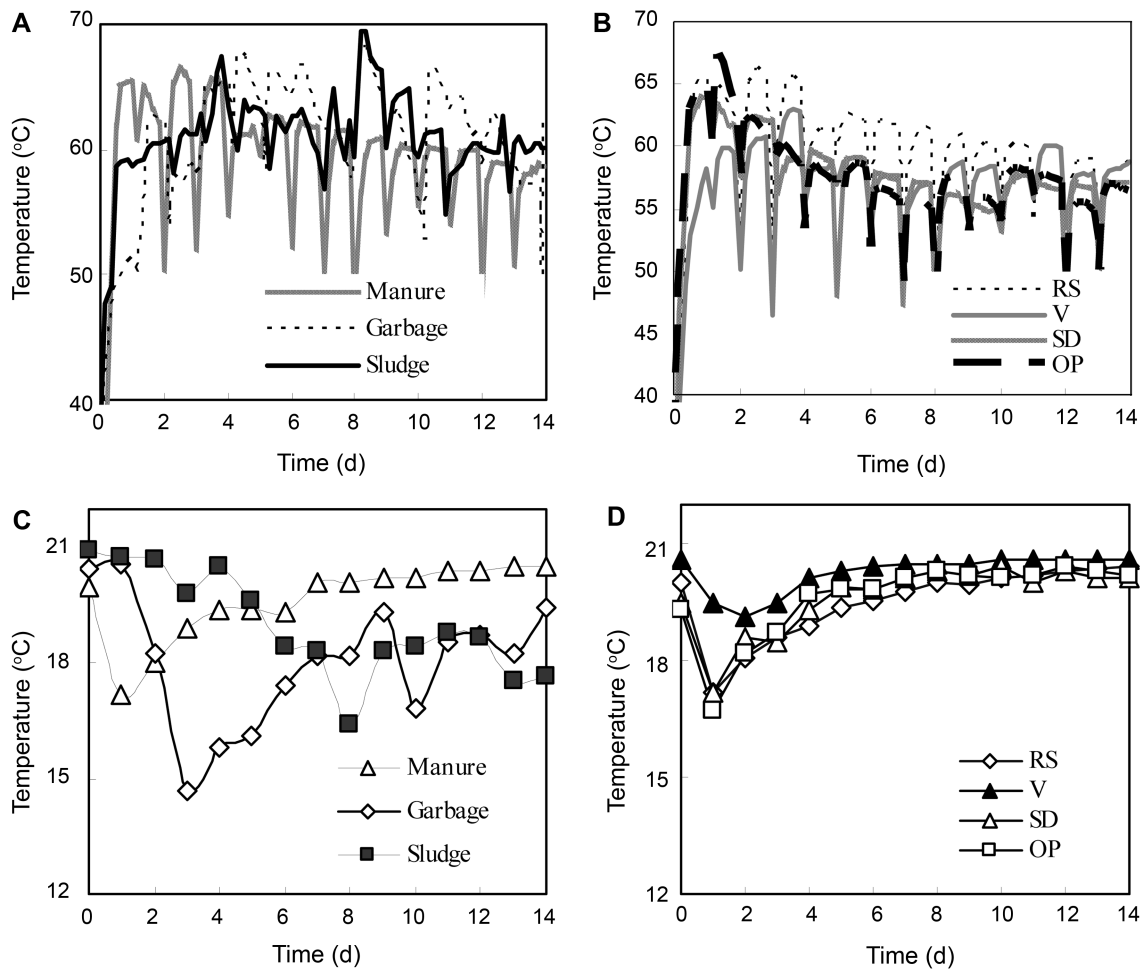 A
70
60
50
40
Temperature (°C)
Manure
Garbage
Sludge
0 2 4 6 8 10 12 14
Time (d)
B
70
65
60
55
50
45
40
Temperature (°C)
RS
V
SD
OP
0 2 4 6 8 10 12 14
Time (d)
C
21
18
15
12
Temperature (°C)
Manure
Garbage
Sludge
0 2 4 6 8 10 12 14
Time (d)
D
21
18
15
12
Temperature (°C)
RS
V
SD
OP
0 2 4 6 8 10 12 14
Time (d)